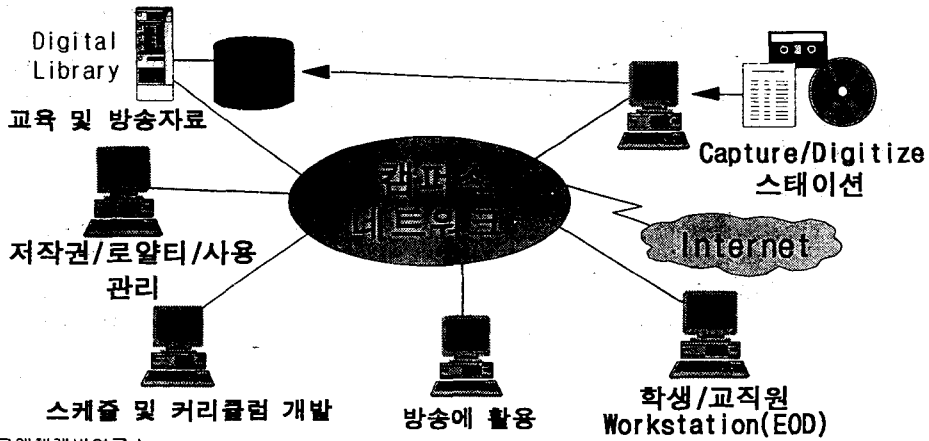 Digital
Library
교육 및 방송자료
Capture/Digitize
스태이션
캠퍼스
네트워크
저작권/로얄티/사용
관리
Internet
스케쥴 및 커리큘럼 개발
방송에 활용
학생/교직원
Workstation(EOD)